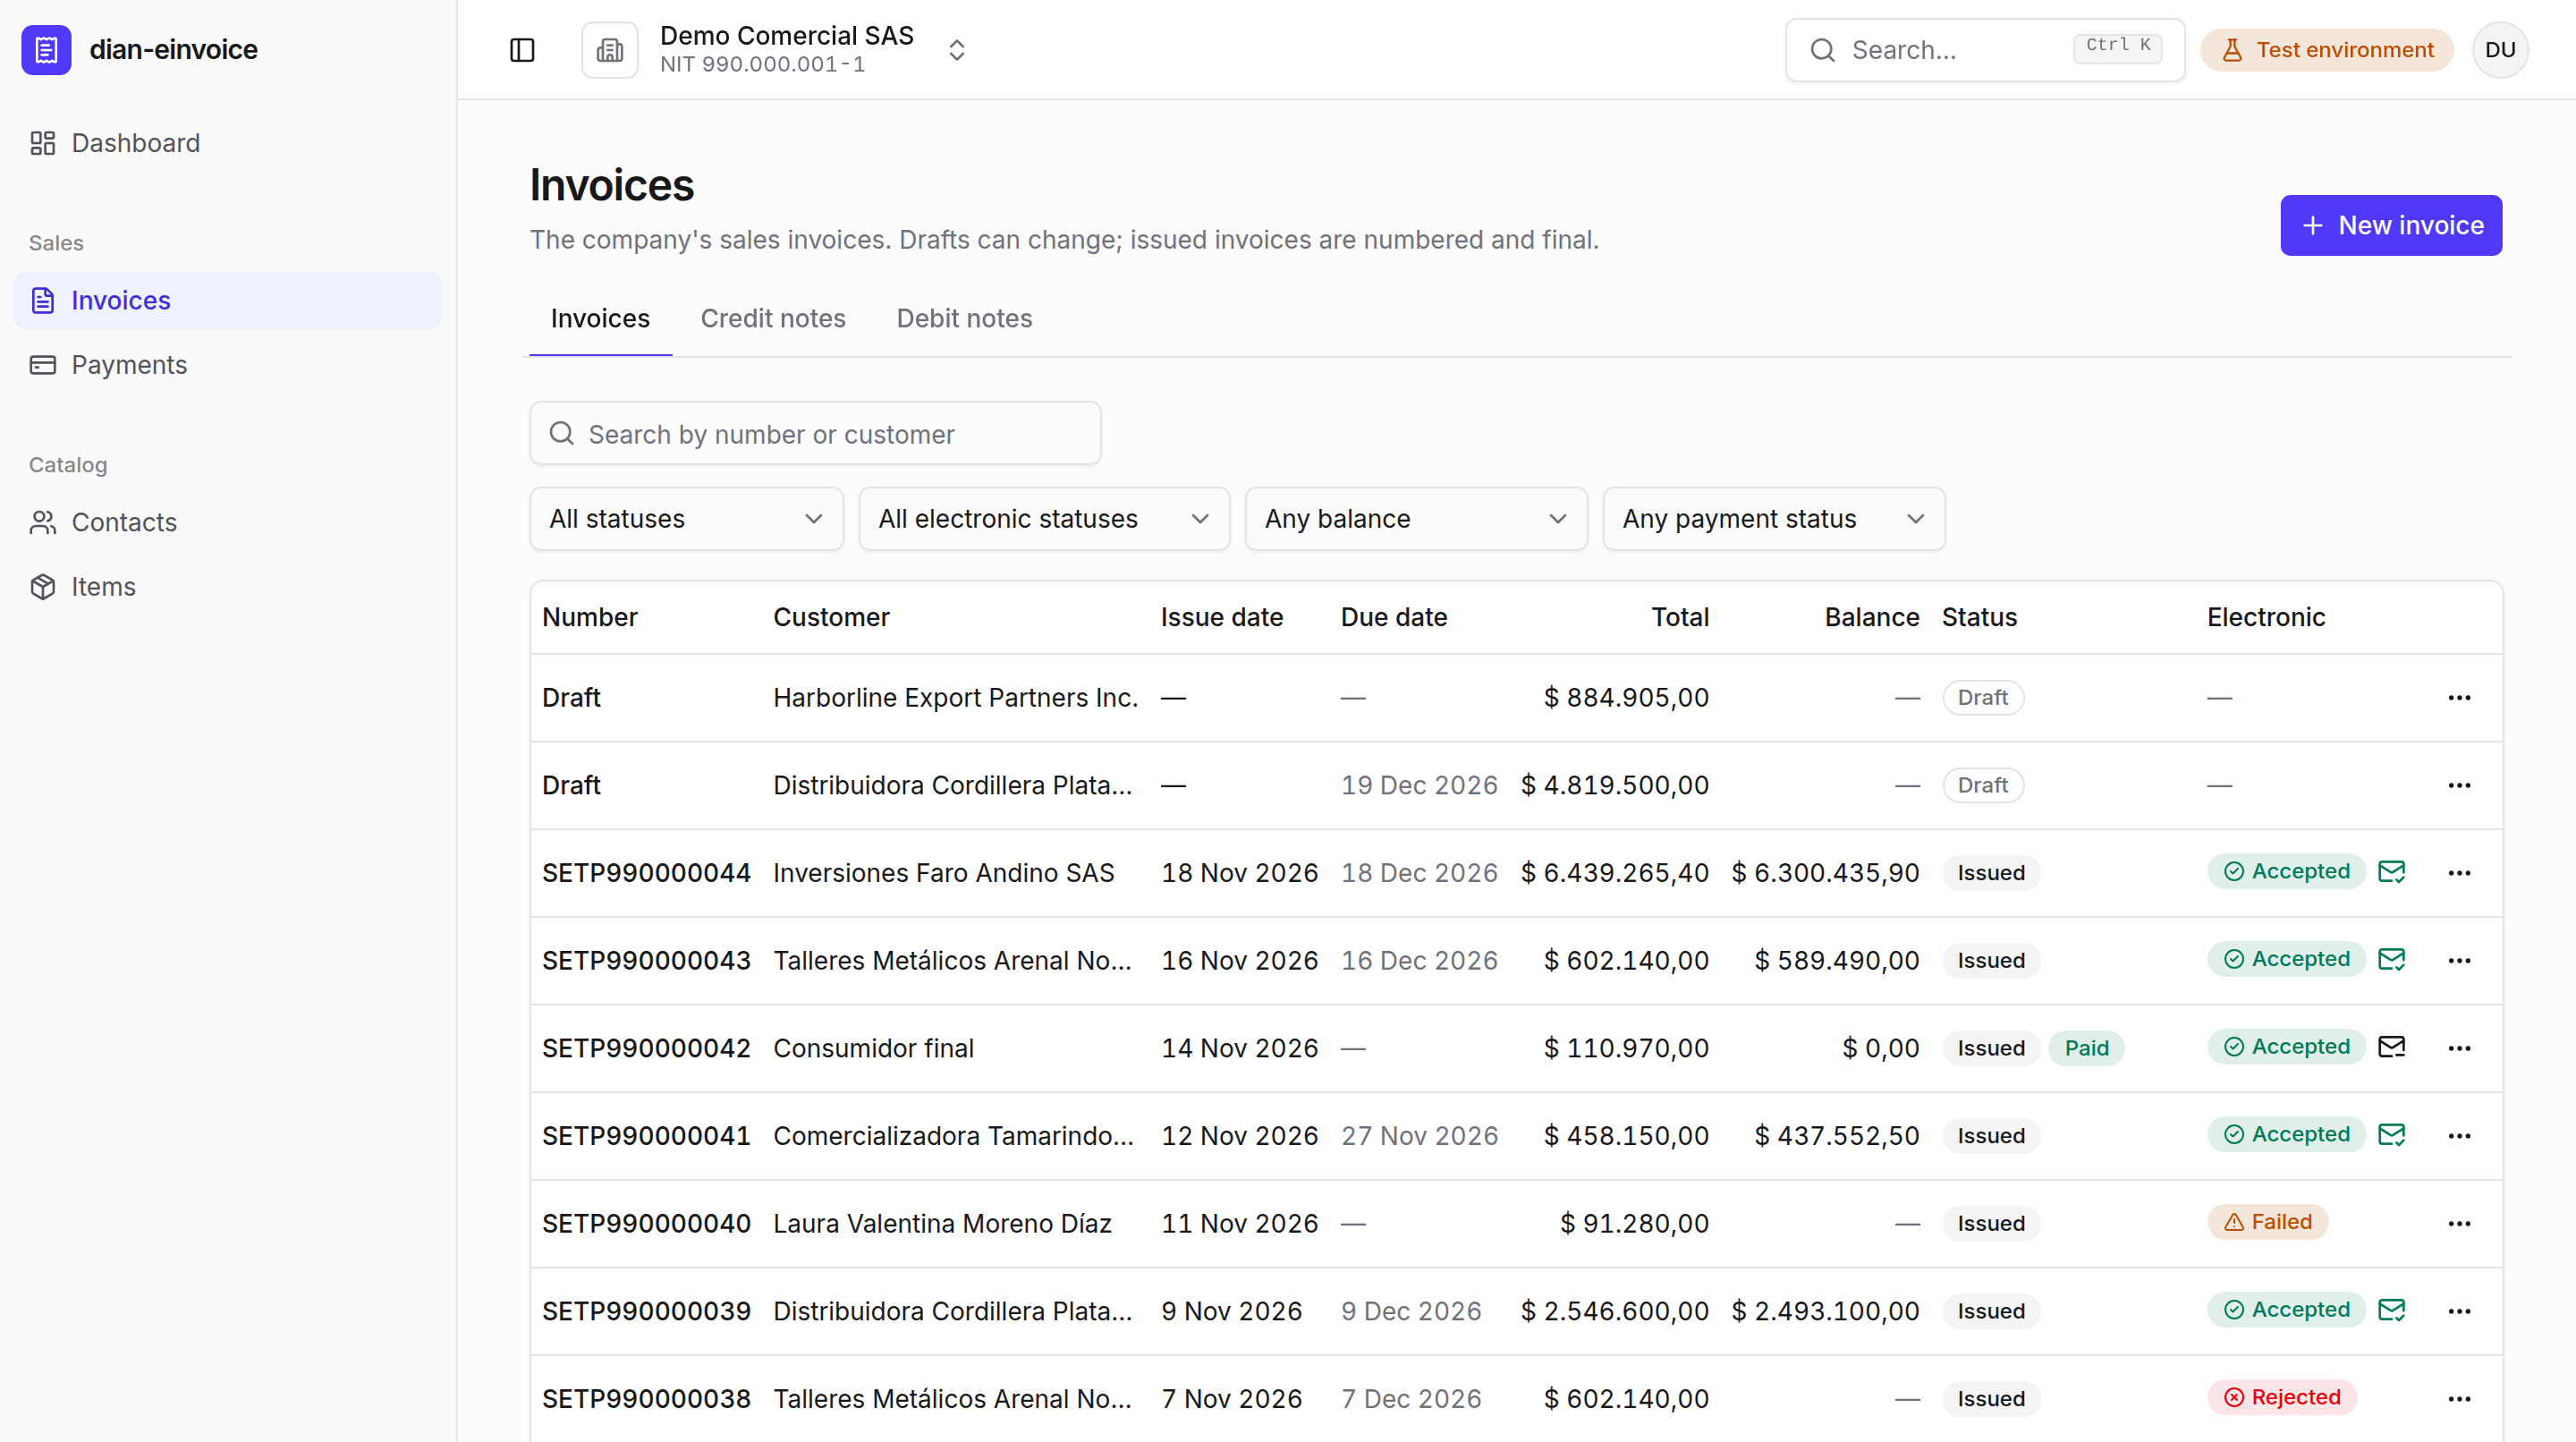 dian-einvoice
Demo Comercial SAS
NIT 990.000.001-1
Search...
Ctrl K
Test environment
DU
Dashboard
Sales
Invoices
Payments
Catalog
Contacts
Items
Invoices
The company's sales invoices. Drafts can change; issued invoices are numbered and final.
New invoice
Invoices Credit notes Debit notes
Search by number or customer
All statuses All electronic statuses Any balance Any payment status
Number Customer Issue date Due date Total Balance Status Electronic
Draft Harborline Export Partners Inc. — — $ 884.905,00 — Draft —
Draft Distribuidora Cordillera Plata... — 19 Dec 2026 $ 4.819.500,00 — Draft —
SETP990000044 Inversiones Faro Andino SAS 18 Nov 2026 18 Dec 2026 $ 6.439.265,40 $ 6.300.435,90 Issued Accepted
SETP990000043 Talleres Metálicos Arenal No... 16 Nov 2026 16 Dec 2026 $ 602.140,00 $ 589.490,00 Issued Accepted
SETP990000042 Consumidor final 14 Nov 2026 — $ 110.970,00 $ 0,00 Issued Paid Accepted
SETP990000041 Comercializadora Tamarindo... 12 Nov 2026 27 Nov 2026 $ 458.150,00 $ 437.552,50 Issued Accepted
SETP990000040 Laura Valentina Moreno Díaz 11 Nov 2026 — $ 91.280,00 — Issued Failed
SETP990000039 Distribuidora Cordillera Plata... 9 Nov 2026 9 Dec 2026 $ 2.546.600,00 $ 2.493.100,00 Issued Accepted
SETP990000038 Talleres Metálicos Arenal No... 7 Nov 2026 7 Dec 2026 $ 602.140,00 — Issued Rejected